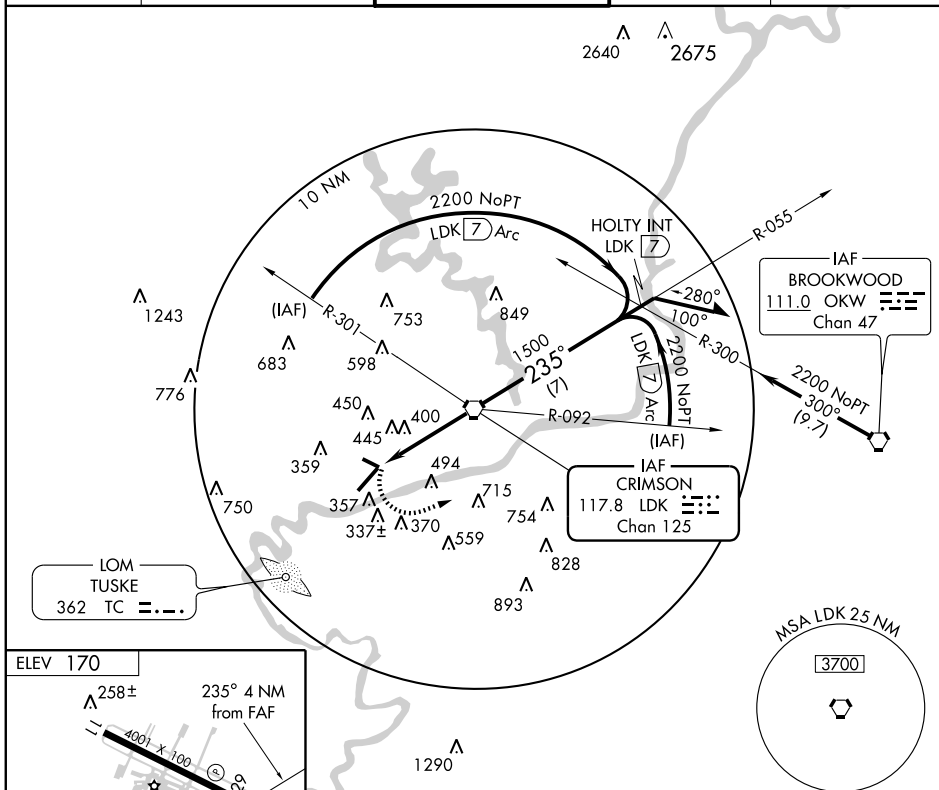 2640
2675
10 NM
2200 NoPT
LDK 7 Arc
HOLTY INT
LDK 7
R-055
280°
100°
IAF
BROOKWOOD
111.0 OKW
Chan 47
1243
(IAF)
R-301
753
849
683
598
1500
235°
(7)
LDK 7 Arc
2200 NoPT
R-300
2200 NoPT
300°
(9.7)
776
450
445
400
R-092
(IAF)
359
494
IAF
CRIMSON
117.8 LDK
Chan 125
750
357
337±
370
715
754
559
828
893
LOM
TUSKE
362 TC
MSA LDK 25 NM
3700
ELEV 170
258±
235° 4 NM
from FAF
11
4001 X 100
P
29
1290